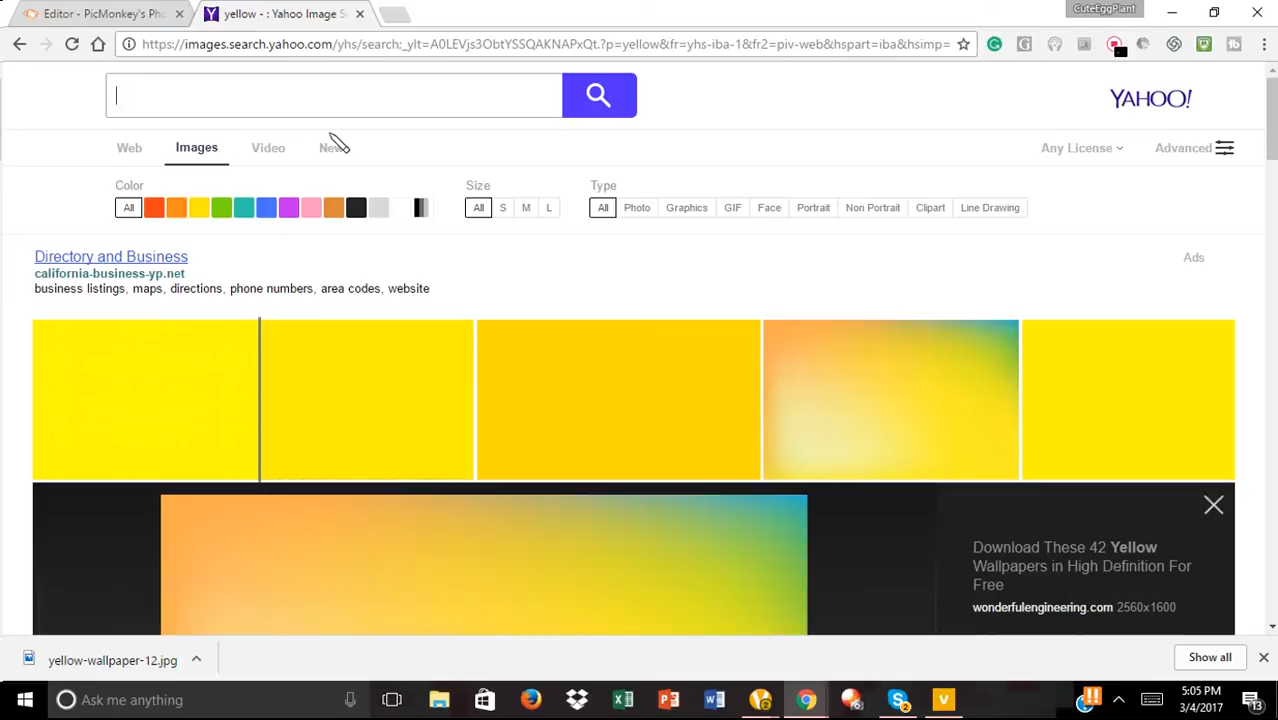 Editor - PicMonkey's Ph
yellow - : Yahoo Image S
CuteEggPlant
https://images.search.yahoo.com/yhs/search;_ylt=A0LEVjs3ObtYSSQAKNAPxQt.?p=yellow&fr=yhs-iba-1&fr2=piv-web&hspart=iba&hsimp=
YAHOO!
Web Images Video New
Any License Advanced
Color Size Type
All All S M L All Photo Graphics GIF Face Portrait Non Portrait Clipart Line Drawing
Directory and Business
Ads
california-business-yp.net
business listings, maps, directions, phone numbers, area codes, website
Download These 42 Yellow
Wallpapers in High Definition For
Free
wonderfulengineering.com 2560x1600
yellow-wallpaper-12.jpg
Show all
Ask me anything
5:05 PM
3/4/2017
13